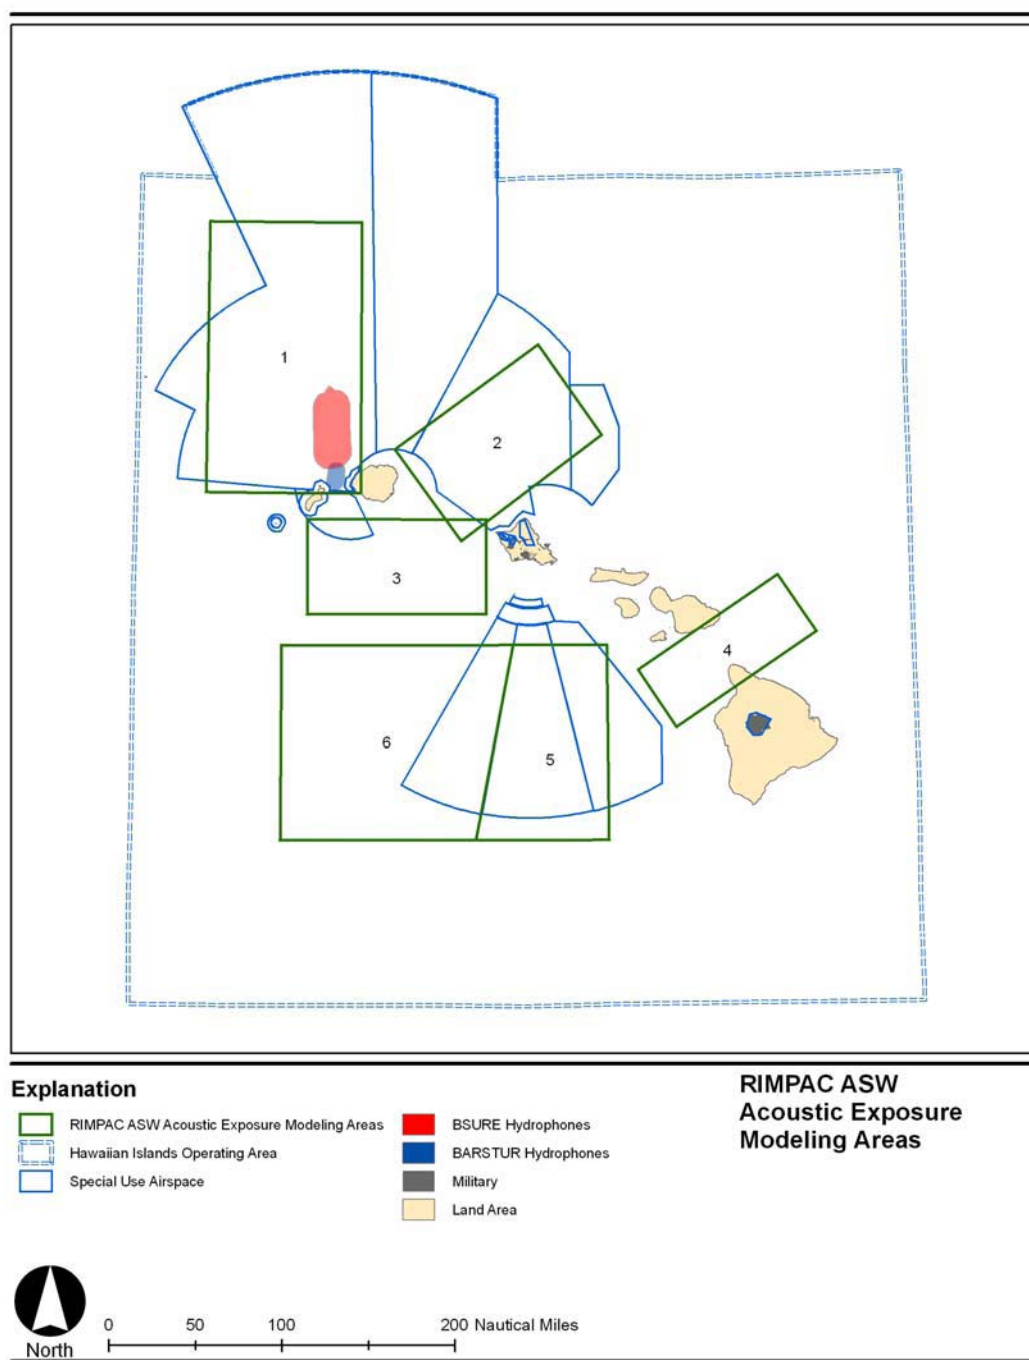 1
2
3
4
5
6
Explanation
RIMPAC ASW Acoustic Exposure Modeling Areas
Hawaiian Islands Operating Area
Special Use Airspace
BSURE Hydrophones
BARSTUR Hydrophones
Military
Land Area
RIMPAC ASW
Acoustic Exposure
Modeling Areas
North
0 50 100 200 Nautical Miles